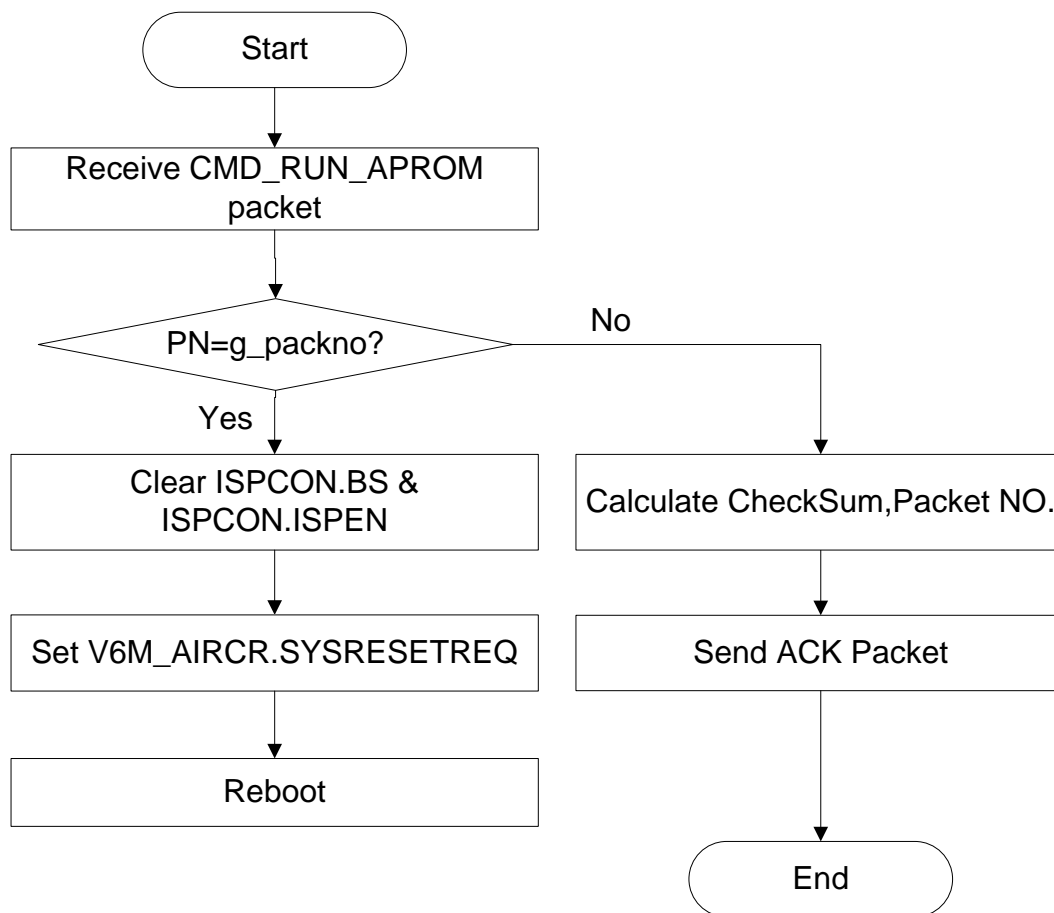 Start
Receive CMD_RUN_APROM
packet
PN=g_packno?
No
Yes
Clear ISPCON.BS &
ISPCON.ISPEN
Calculate CheckSum,Packet NO.
Set V6M_AIRCR.SYSRESETREQ
Send ACK Packet
Reboot
End